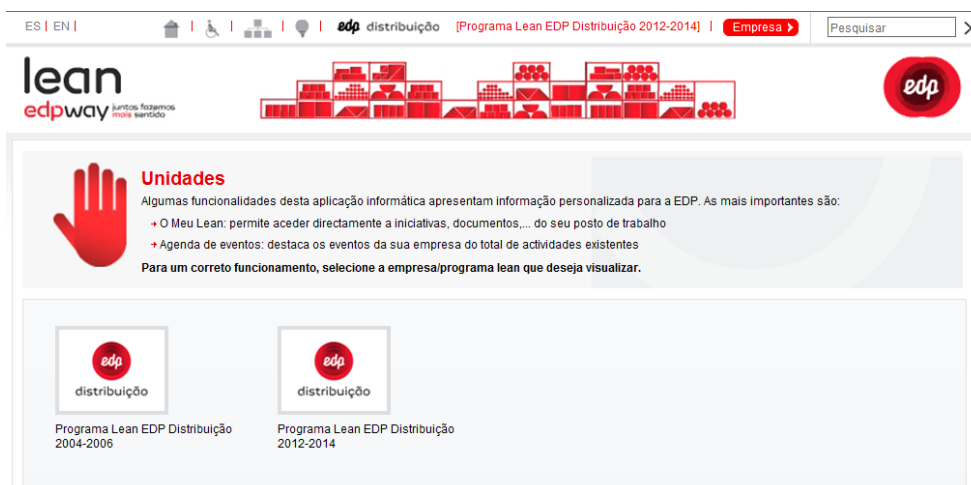 ES | EN |
edp distribuição [Programa Lean EDP Distribuição 2012-2014] | Empresa
Pesquisar
lean
edpway juntos fazemos mais sentido
edp
Unidades
Algumas funcionalidades desta aplicação informática apresentam informação personalizada para a EDP. As mais importantes são:
O Meu Lean: permite aceder directamente a iniciativas, documentos,... do seu posto de trabalho
Agenda de eventos: destaca os eventos da sua empresa do total de actividades existentes
Para um correto funcionamento, selecione a empresa/programa lean que deseja visualizar.
edp
distribuição
Programa Lean EDP Distribuição
2004-2006
edp
distribuição
Programa Lean EDP Distribuição
2012-2014